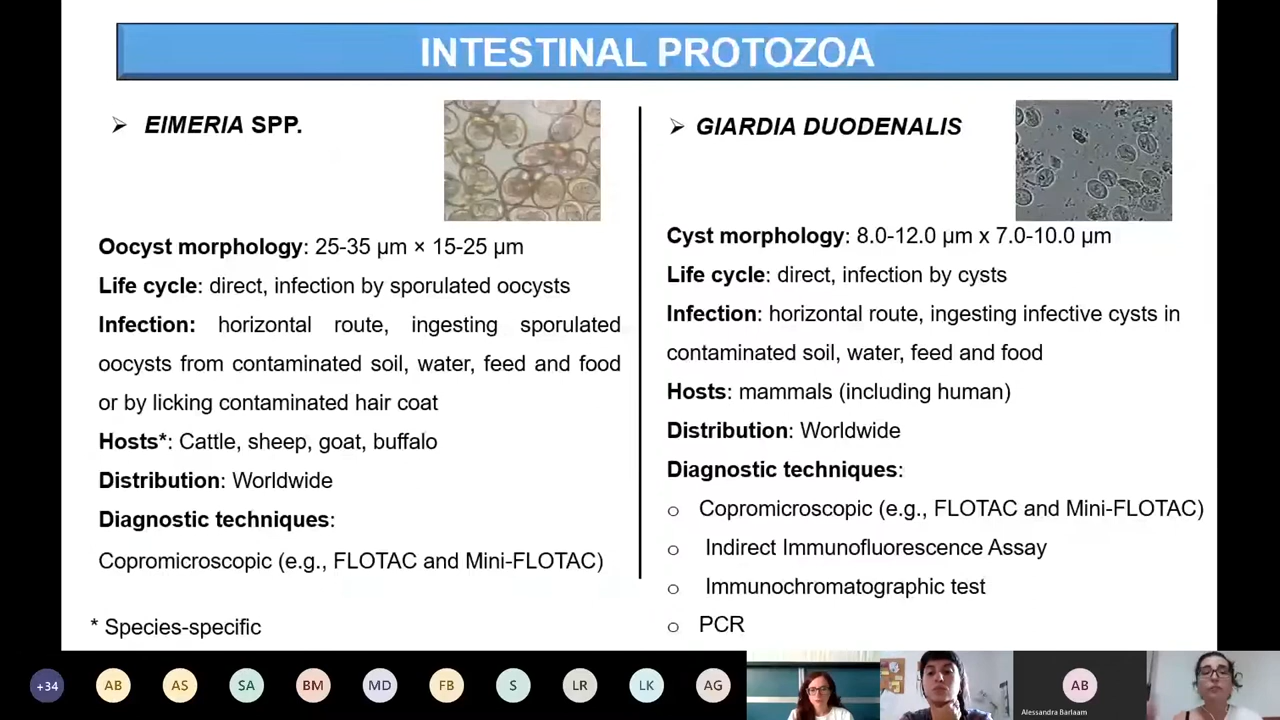 INTESTINAL PROTOZOA
➢ EIMERIA SPP.
Oocyst morphology: 25-35 µm × 15-25 µm
Life cycle: direct, infection by sporulated oocysts
Infection: horizontal route, ingesting sporulated
oocysts from contaminated soil, water, feed and food
or by licking contaminated hair coat
Hosts*: Cattle, sheep, goat, buffalo
Distribution: Worldwide
Diagnostic techniques:
Copromicroscopic (e.g., FLOTAC and Mini-FLOTAC)
* Species-specific
➢ GIARDIA DUODENALIS
Cyst morphology: 8.0-12.0 µm x 7.0-10.0 µm
Life cycle: direct, infection by cysts
Infection: horizontal route, ingesting infective cysts in
contaminated soil, water, feed and food
Hosts: mammals (including human)
Distribution: Worldwide
Diagnostic techniques:
o Copromicroscopic (e.g., FLOTAC and Mini-FLOTAC)
o Indirect Immunofluorescence Assay
o Immunochromatographic test
o PCR
+34 AB AS SA BM MD FB S LR LK AG AB
Alessandra Barlaam